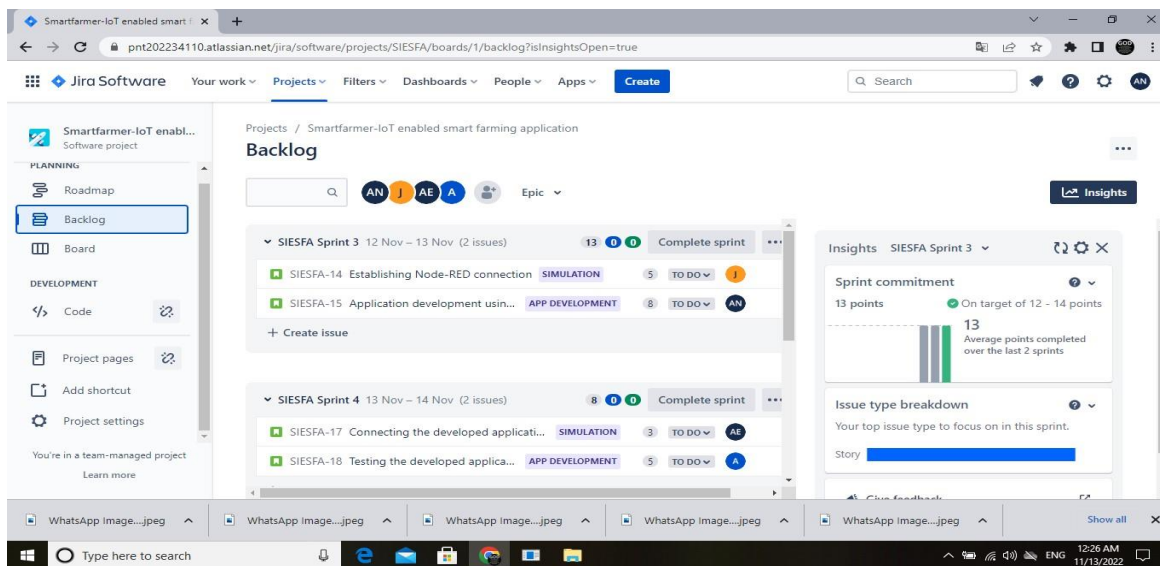 Smartfarmer-IoT enabled smart f
pnt202234110.atlassian.net/jira/software/projects/SIESFA/boards/1/backlog?isInsightsOpen=true
Jira Software Your work Projects Filters Dashboards People Apps Create Search AN
Smartfarmer-IoT enabl...
Software project
PLANNING
Roadmap
Backlog
Board
DEVELOPMENT
Code
Project pages
Add shortcut
Project settings
You're in a team-managed project
Learn more
Projects / Smartfarmer-IoT enabled smart farming application
Backlog
AN J AE A Epic
Insights
SIESFA Sprint 3 12 Nov – 13 Nov (2 issues) 13 0 0 Complete sprint
SIESFA-14 Establishing Node-RED connection SIMULATION 5 TO DO J
SIESFA-15 Application development usin... APP DEVELOPMENT 8 TO DO AN
+ Create issue
SIESFA Sprint 4 13 Nov – 14 Nov (2 issues) 8 0 0 Complete sprint
SIESFA-17 Connecting the developed applicati... SIMULATION 3 TO DO AE
SIESFA-18 Testing the developed applica... APP DEVELOPMENT 5 TO DO A
Insights SIESFA Sprint 3
Sprint commitment
13 points On target of 12 - 14 points
13
Average points completed
over the last 2 sprints
Issue type breakdown
Your top issue type to focus on in this sprint.
Story
Give feedback
WhatsApp Image....jpeg WhatsApp Image....jpeg WhatsApp Image....jpeg WhatsApp Image....jpeg WhatsApp Image....jpeg Show all
Type here to search ENG 12:26 AM
11/13/2022